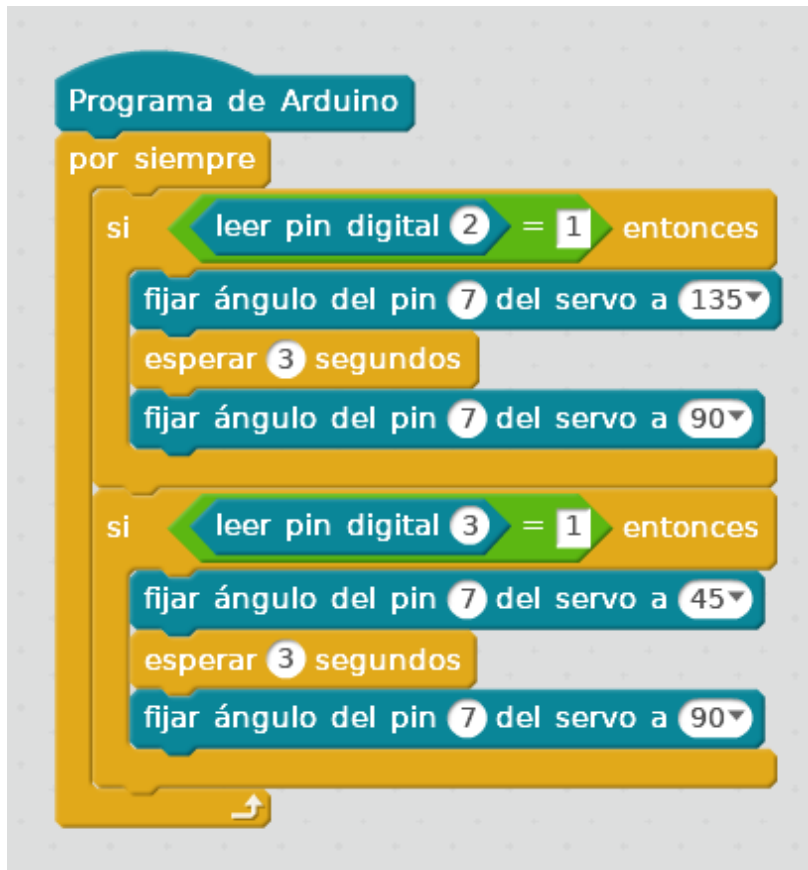 Programa de Arduino
por siempre
si leer pin digital 2 = 1 entonces
fijar ángulo del pin 7 del servo a 135
esperar 3 segundos
fijar ángulo del pin 7 del servo a 90
si leer pin digital 3 = 1 entonces
fijar ángulo del pin 7 del servo a 45
esperar 3 segundos
fijar ángulo del pin 7 del servo a 90